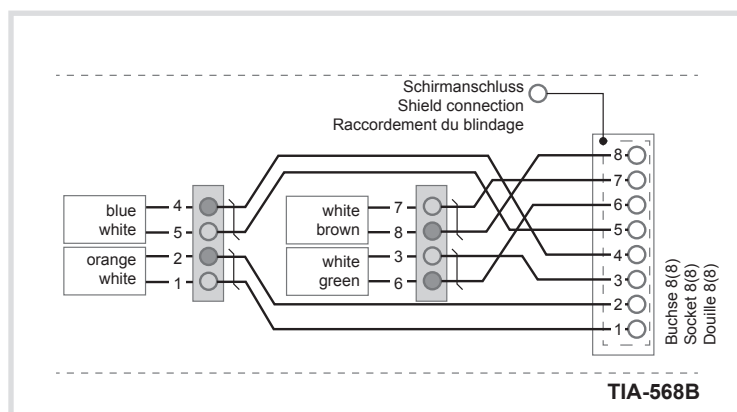 Schirmanschluss
Shield connection
Raccordement du blindage
blue 4
white 5
orange 2
white 1
white 7
brown 8
white 3
green 6
8
7
6
5
4
3
2
1
Buchse 8(8)
Socket 8(8)
Douille 8(8)
TIA-568B